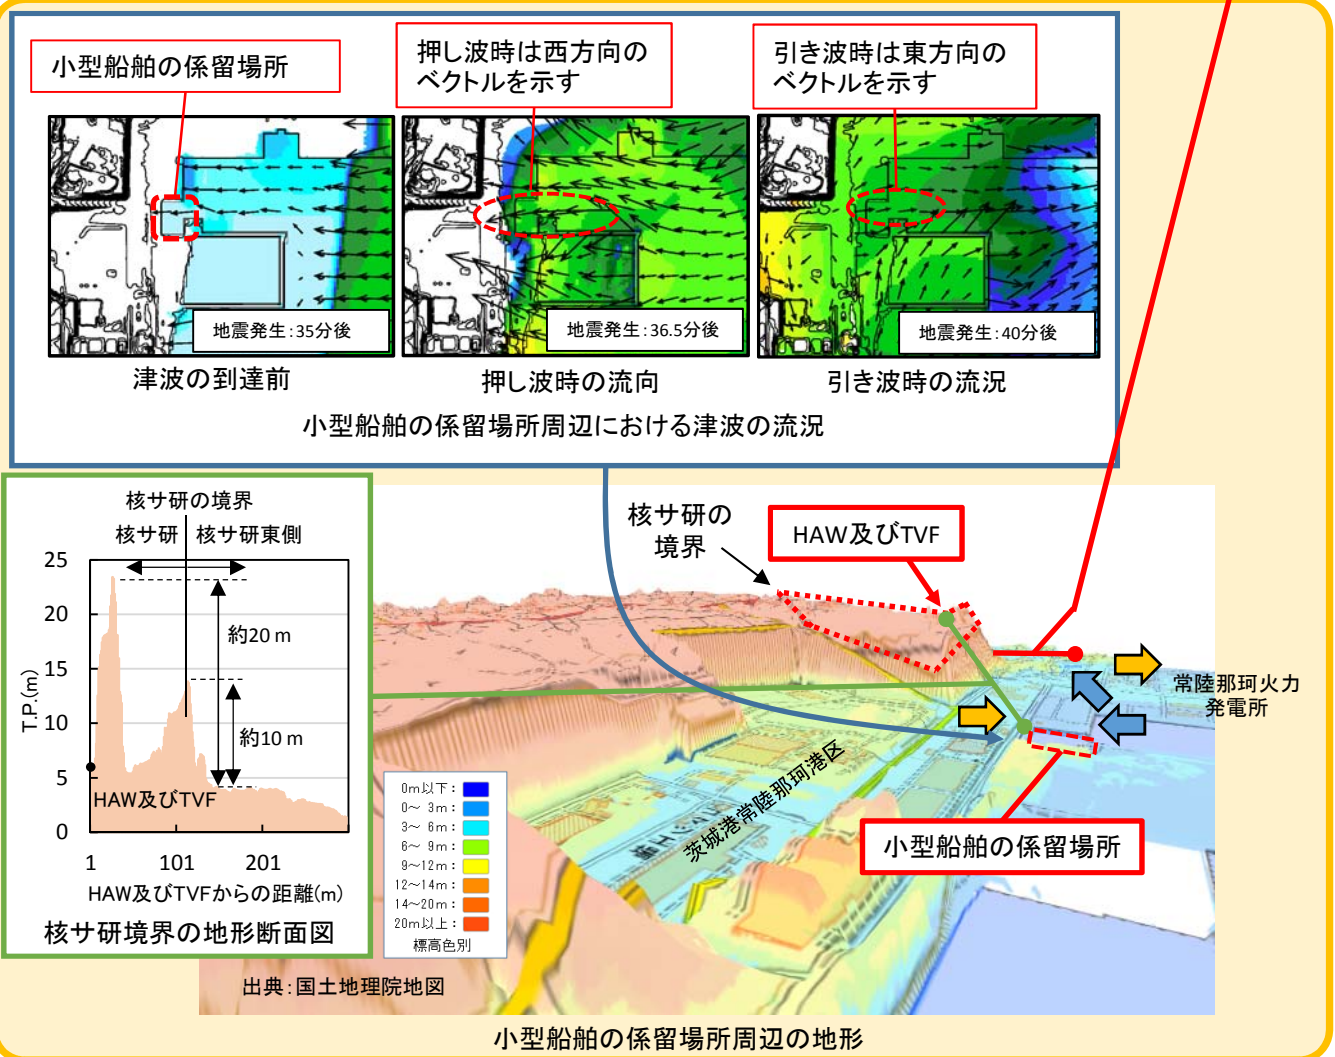 小型船舶の係留場所
押し波時は西方向の
ベクトルを示す
引き波時は東方向の
ベクトルを示す
地震発生：35分後
地震発生：36.5分後
地震発生：40分後
津波の到達前
押し波時の流向
引き波時の流況
小型船舶の係留場所周辺における津波の流況
核サ研の境界
核サ研
核サ研東側
25
20
15
10
5
0
T.P.(m)
約20 m
約10 m
HAW及びTVF
1
101
201
HAW及びTVFからの距離(m)
核サ研境界の地形断面図
核サ研の
境界
HAW及びTVF
常陸那珂火力
発電所
茨城港常陸那珂港区
小型船舶の係留場所
0m以下：
0～ 3m：
3～ 6m：
6～ 9m：
9～12m：
12～14m：
14～20m：
20m以上：
標高色別
出典：国土地理院地図
小型船舶の係留場所周辺の地形